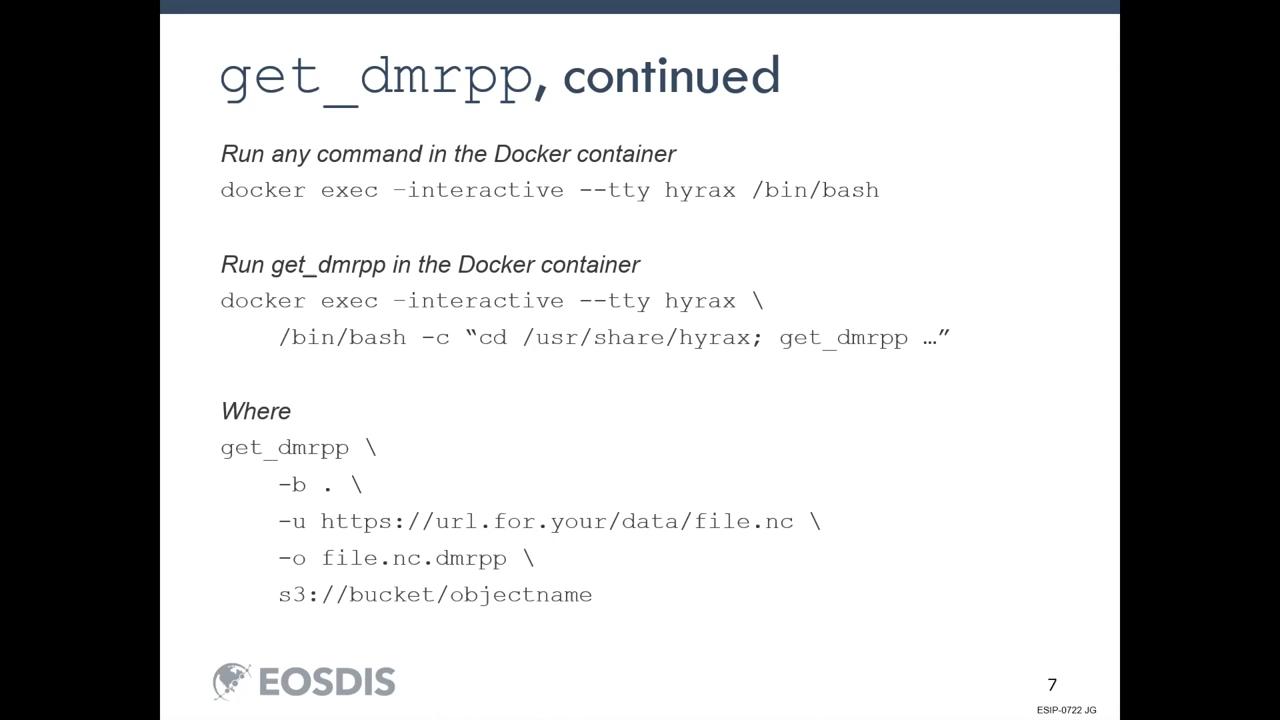 get_dmrpp, continued
Run any command in the Docker container
docker exec –interactive --tty hyrax /bin/bash
Run get_dmrpp in the Docker container
docker exec –interactive --tty hyrax \
/bin/bash -c “cd /usr/share/hyrax; get_dmrpp …”
Where
get_dmrpp \
-b . \
-u https://url.for.your/data/file.nc \
-o file.nc.dmrpp \
s3://bucket/objectname
EOSDIS
7
ESIP-0722 JG